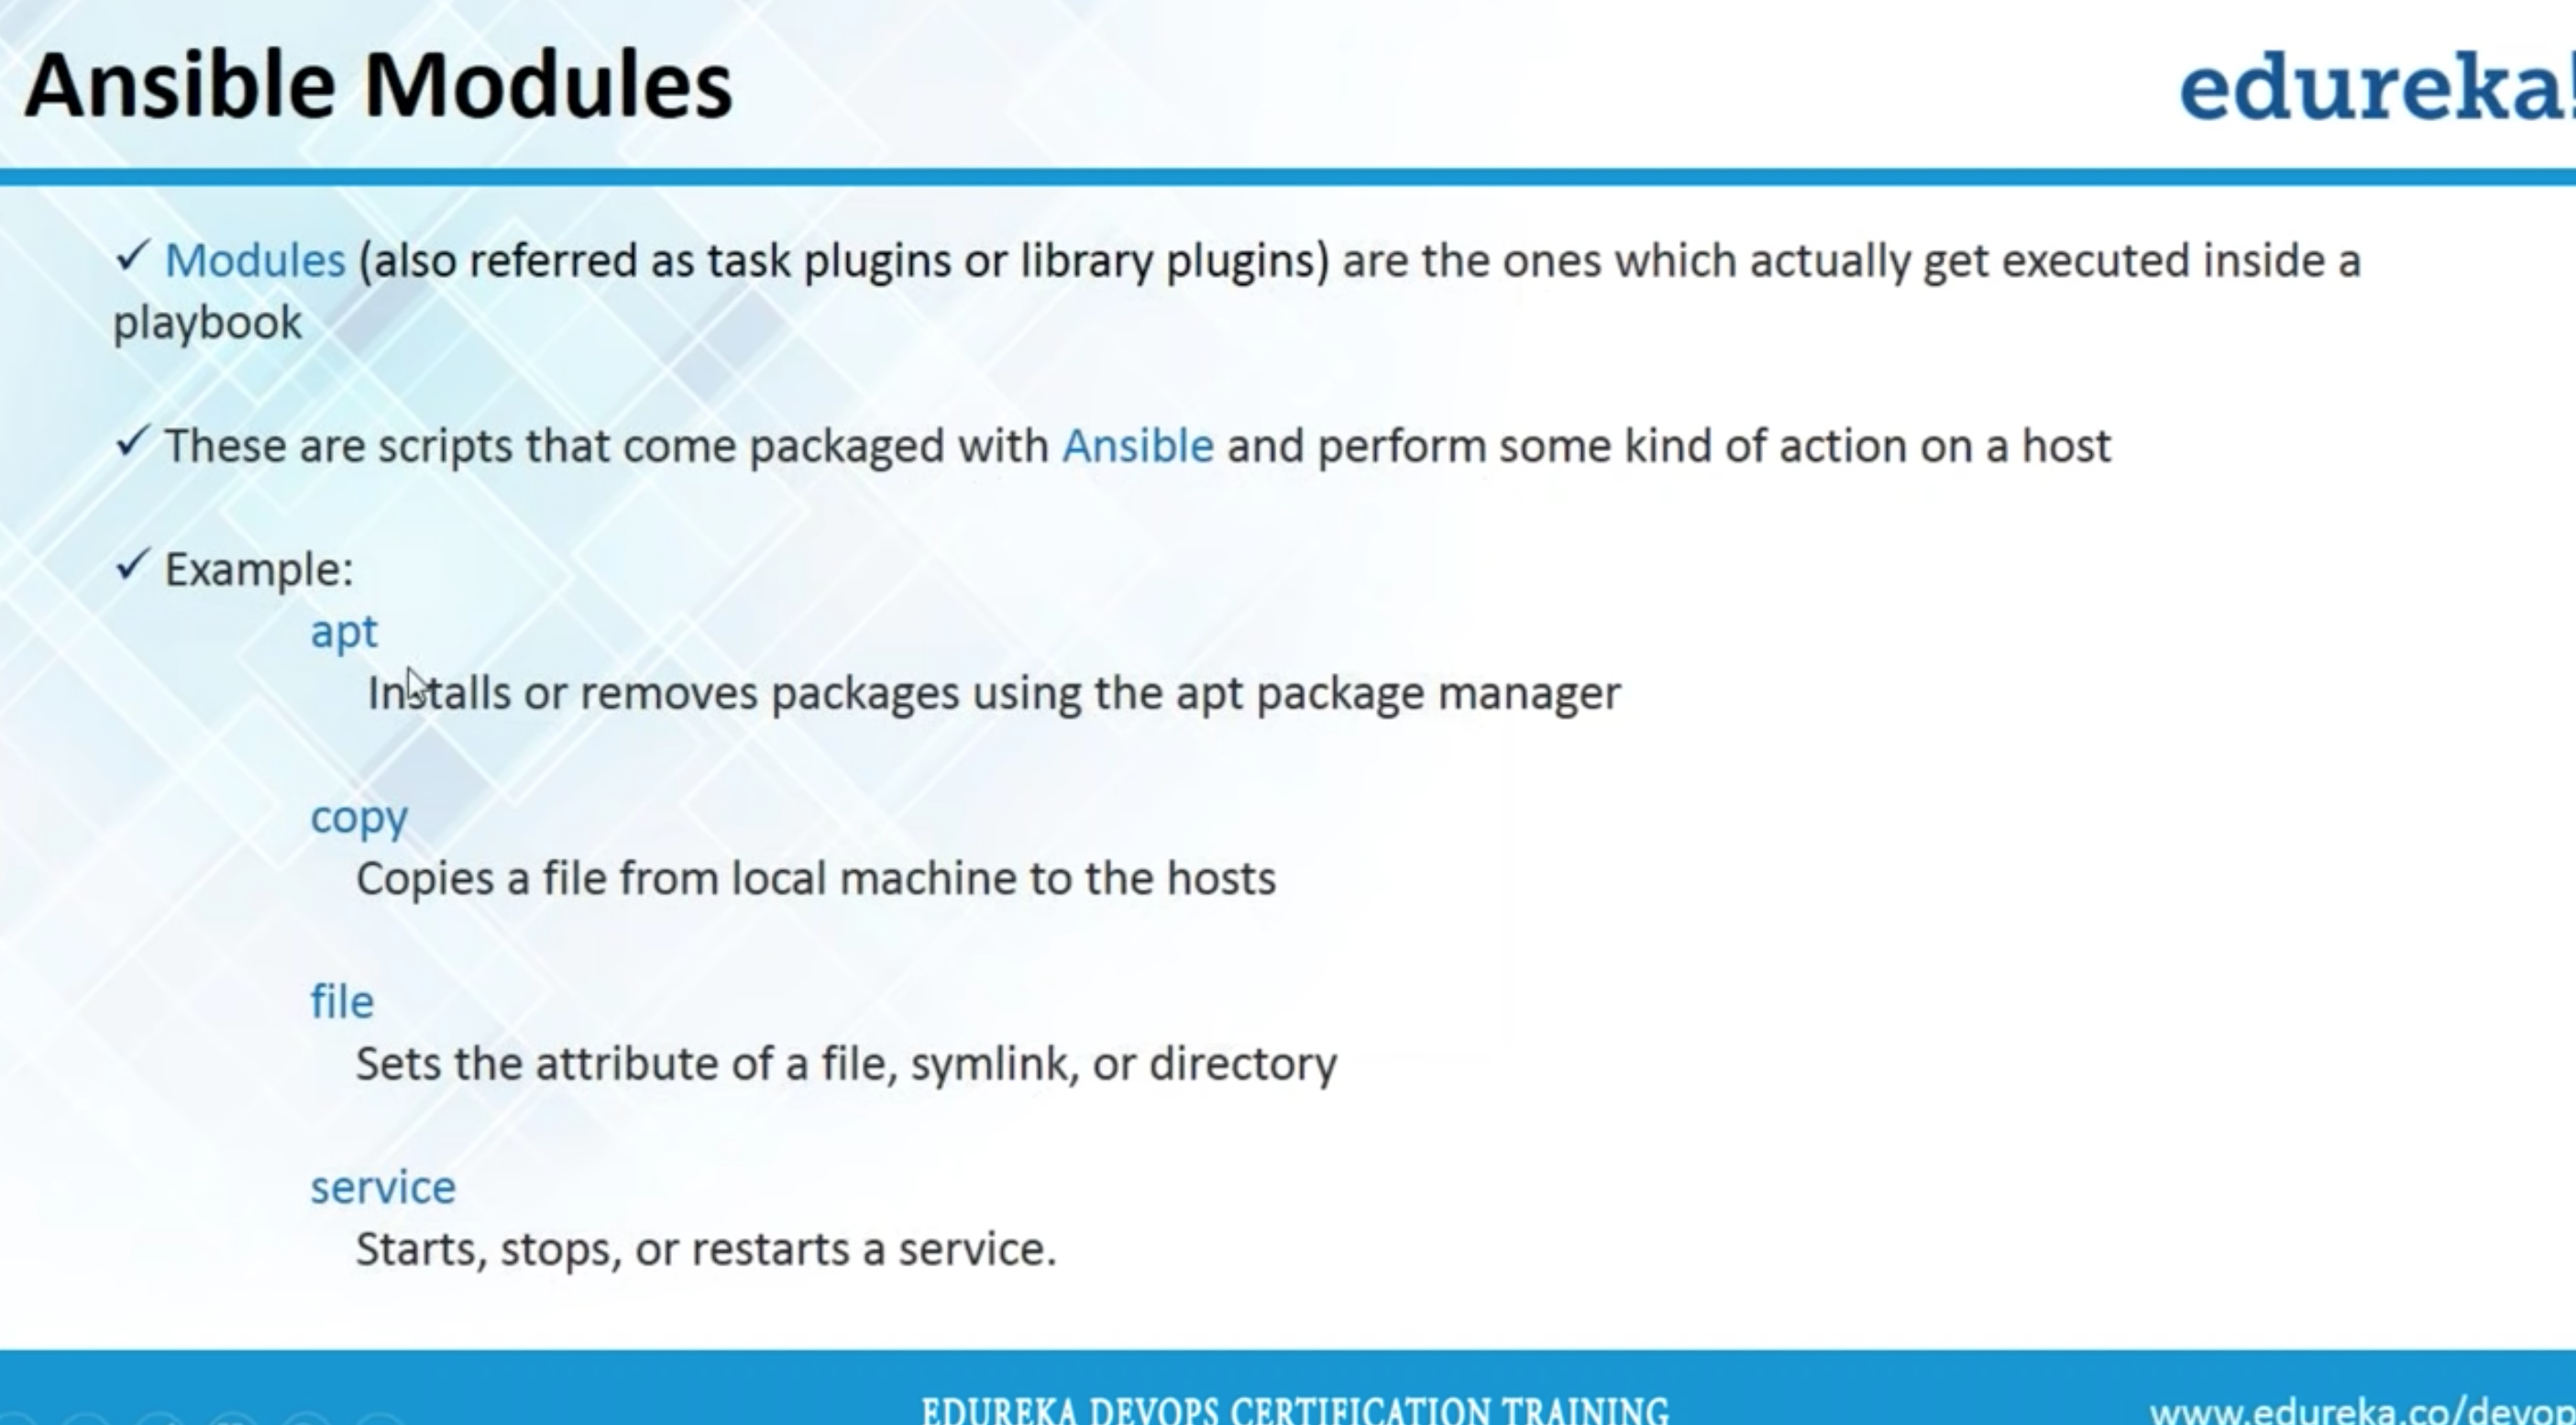 Ansible Modules
edureka!
✓ Modules (also referred as task plugins or library plugins) are the ones which actually get executed inside a
playbook
✓ These are scripts that come packaged with Ansible and perform some kind of action on a host
✓ Example:
apt
Installs or removes packages using the apt package manager
copy
Copies a file from local machine to the hosts
file
Sets the attribute of a file, symlink, or directory
service
Starts, stops, or restarts a service.
EDUREKA DEVOPS CERTIFICATION TRAINING
www.edureka.co/devop